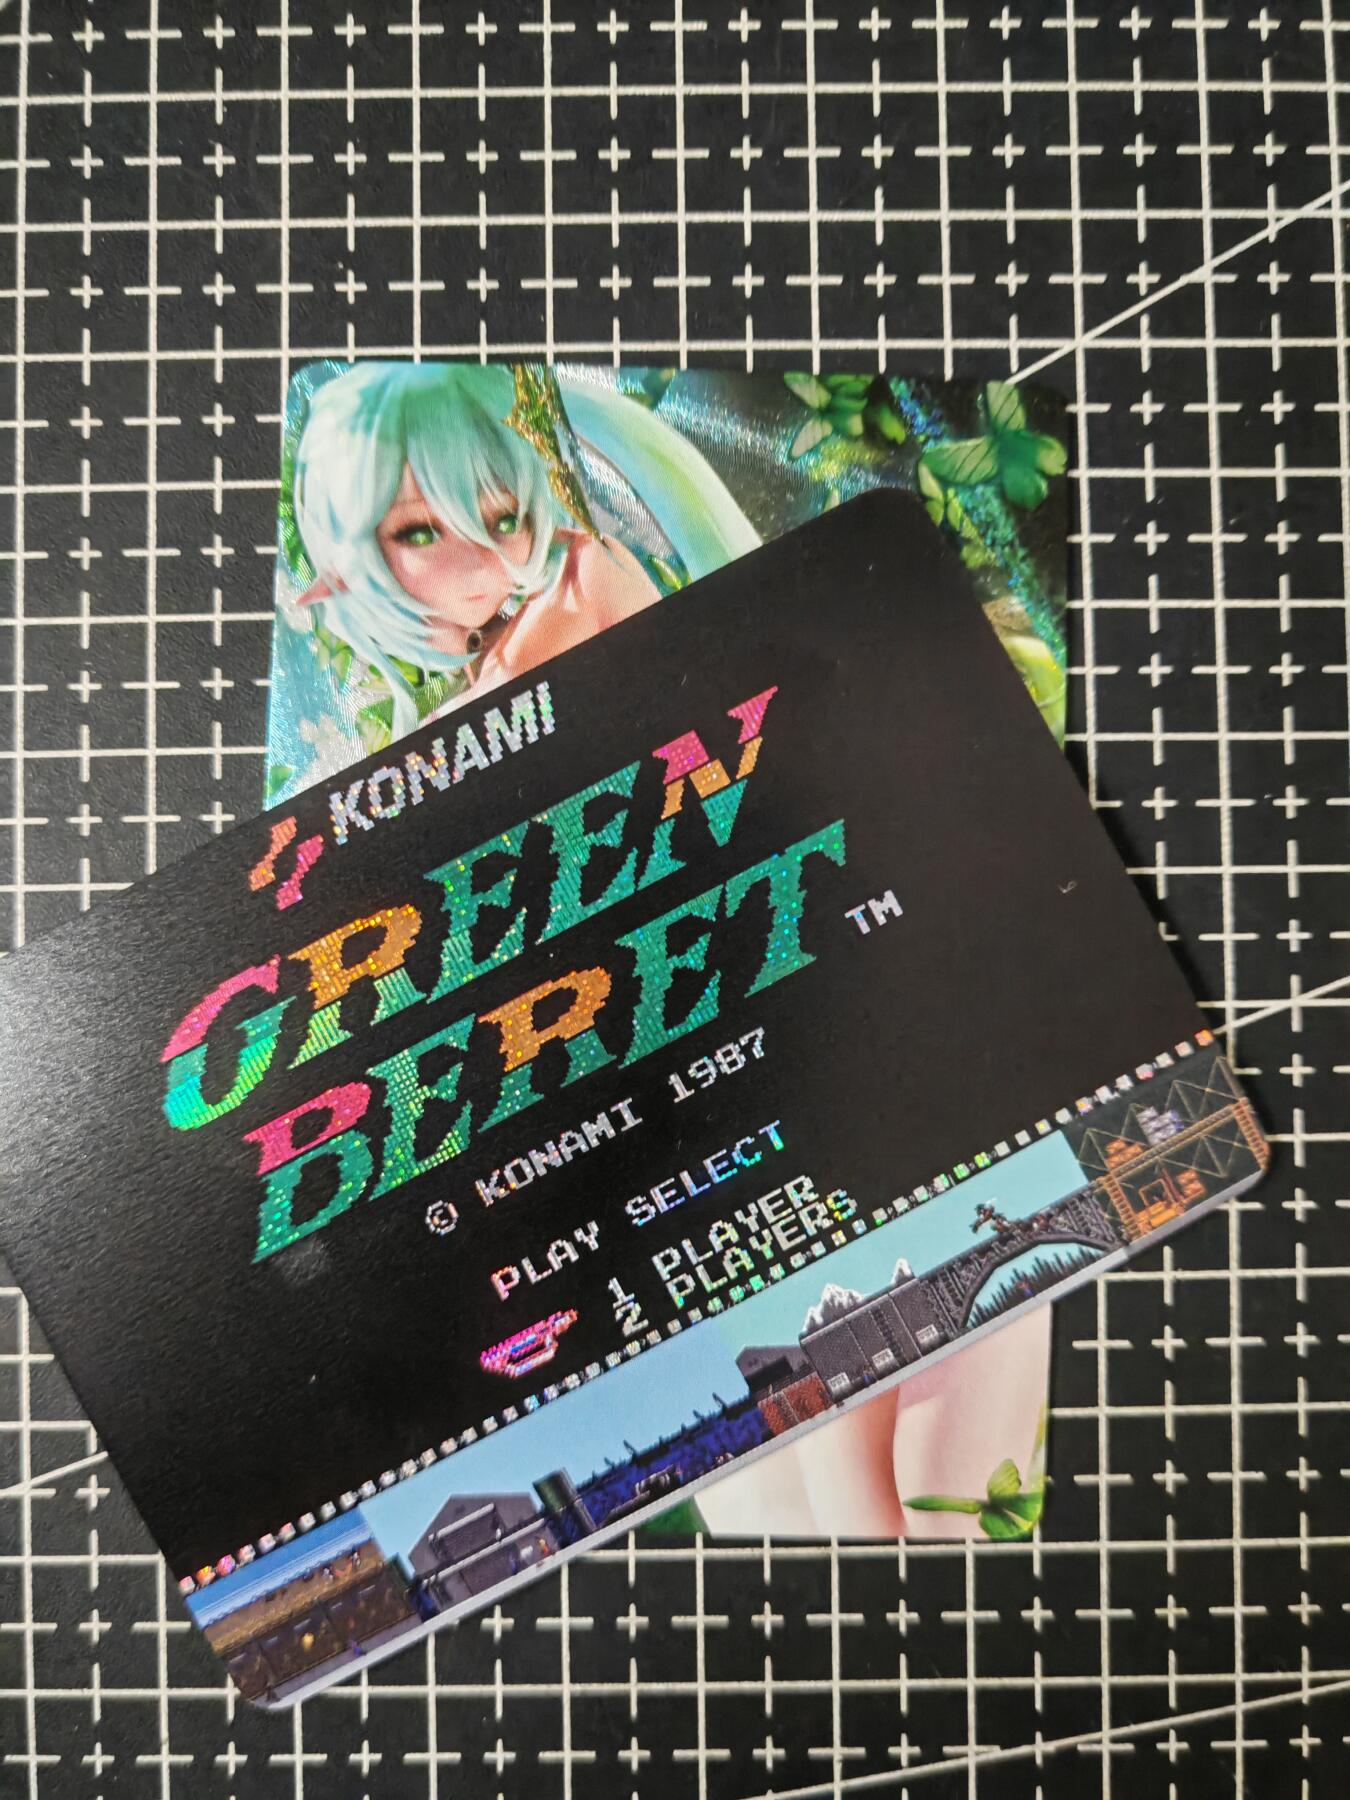 KONAMI
GREEN
BERET TM
© KONAMI 1987
PLAY SELECT
1 PLAYER
2 PLAYERS